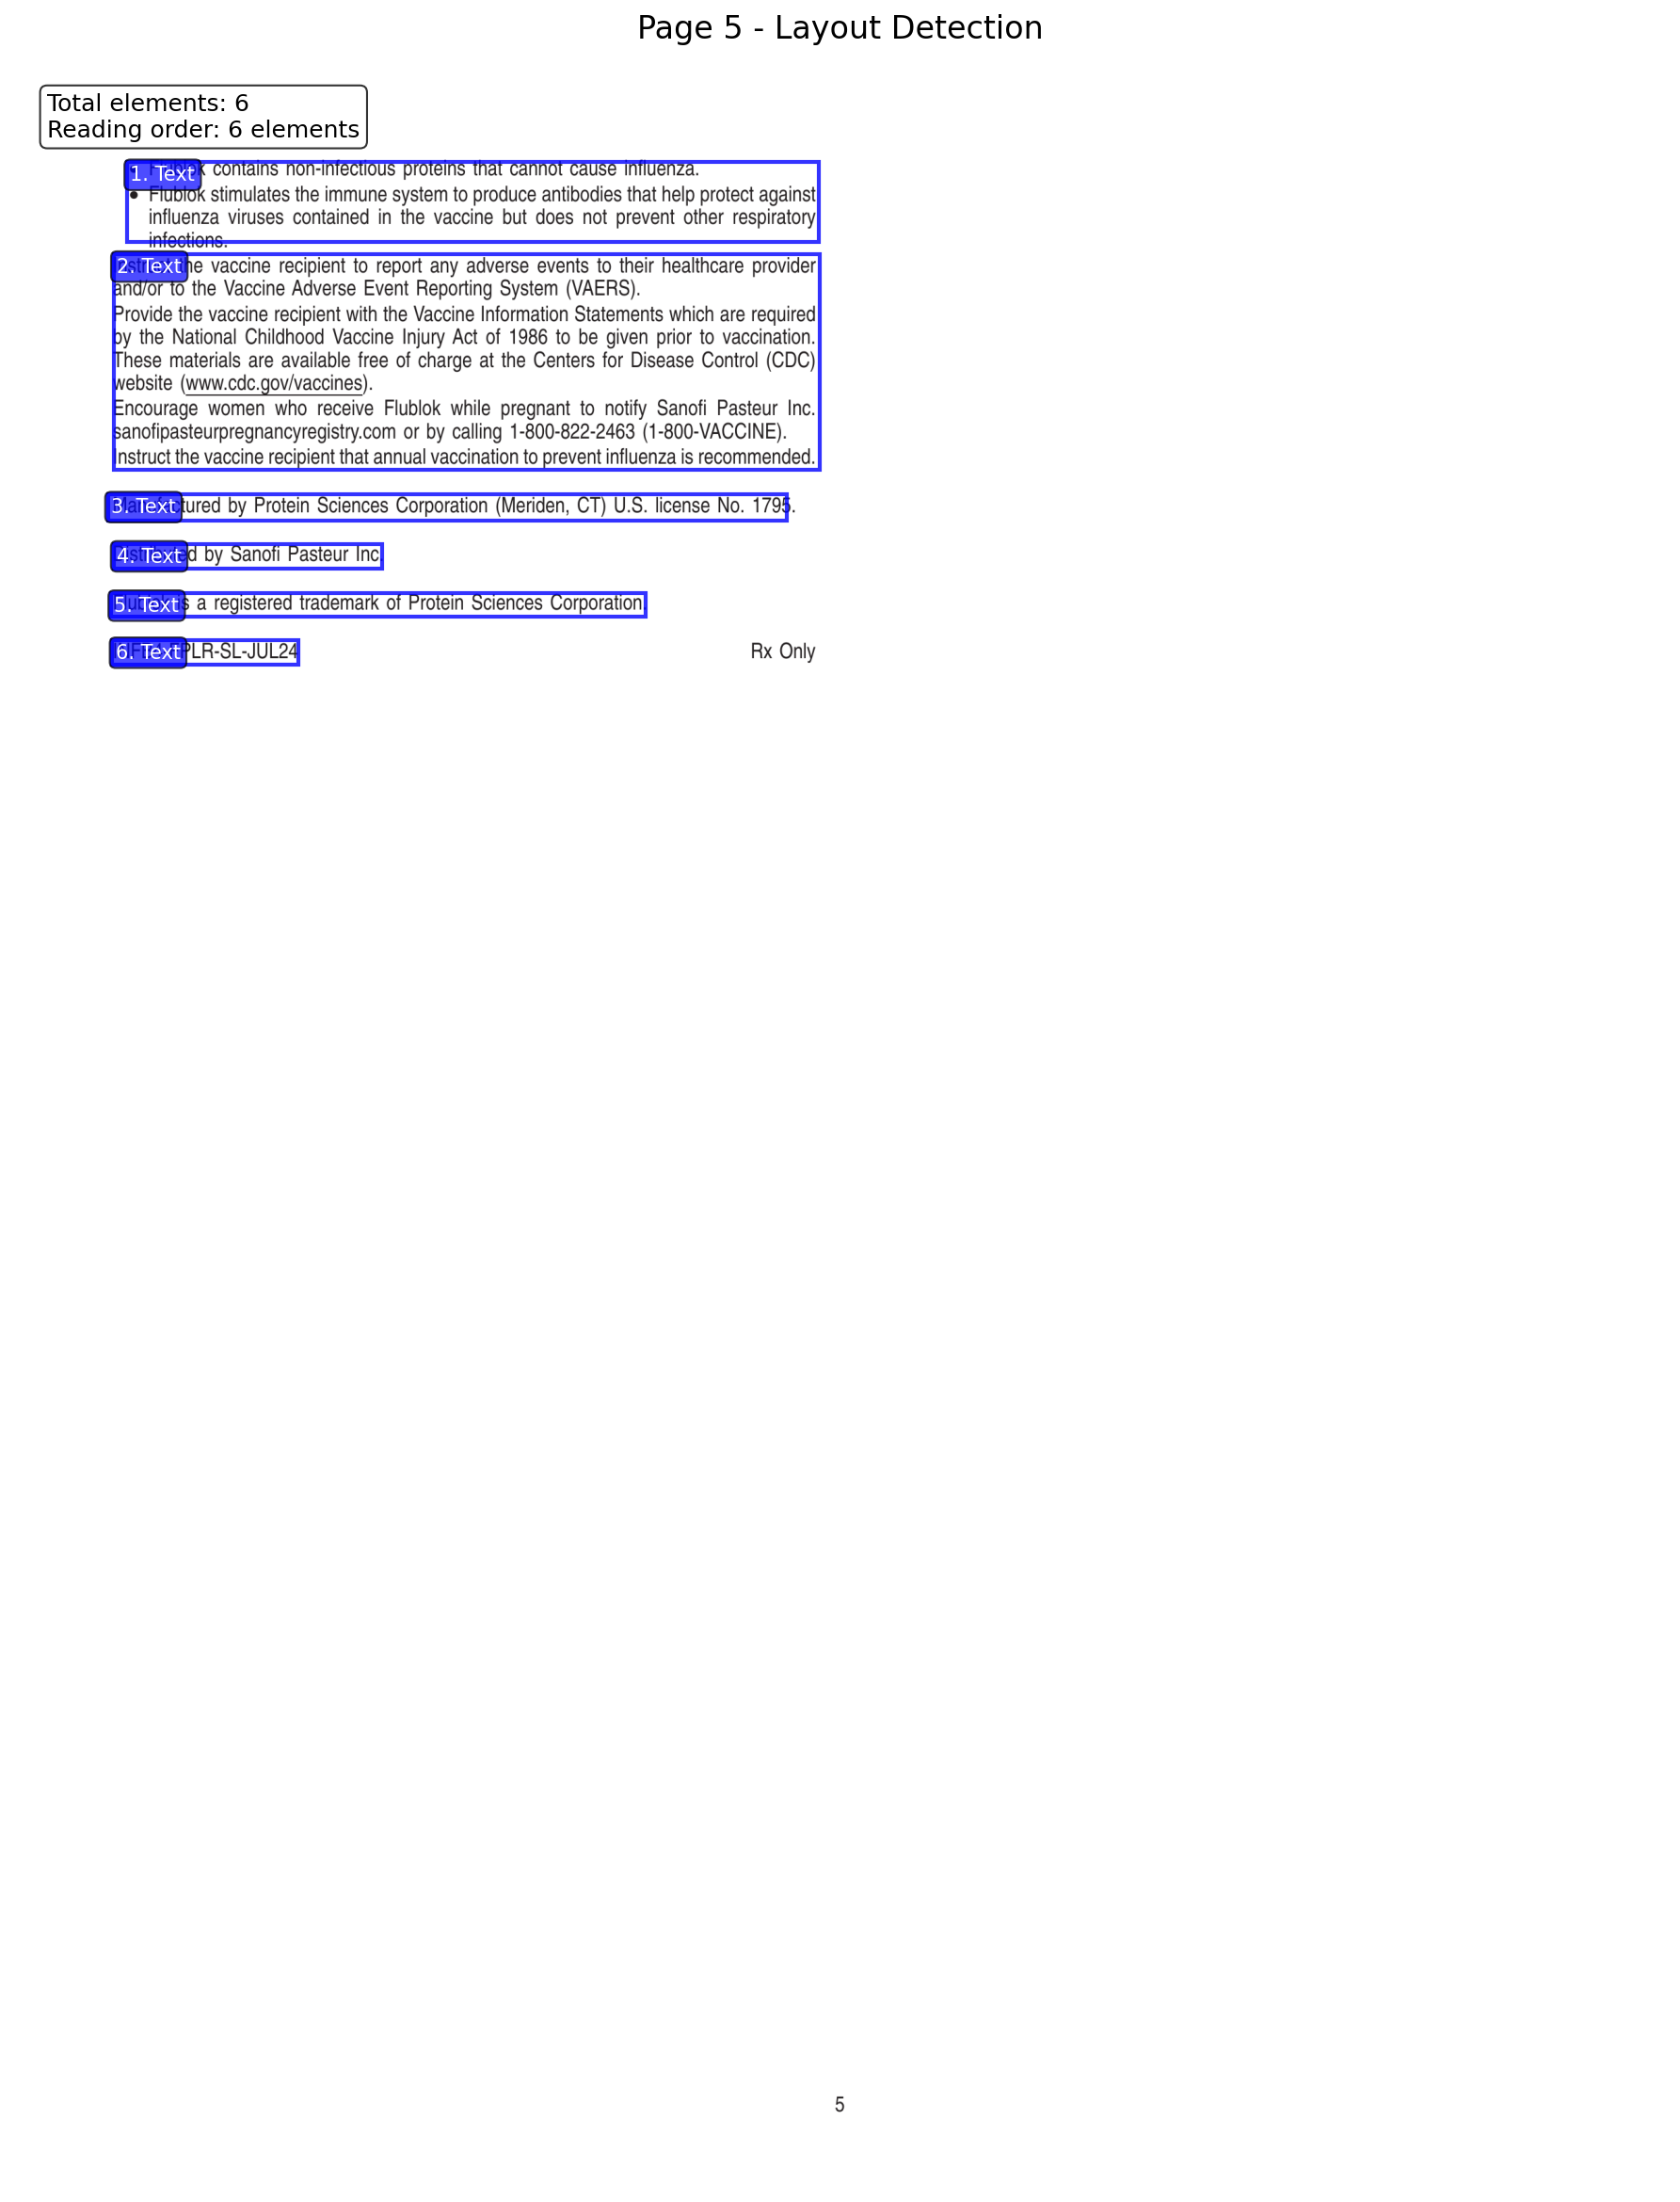 Page 5 - Layout Detection
Total elements: 6
Reading order: 6 elements
1. Text
contains non-infectious proteins that cannot cause influenza.
• Flublok stimulates the immune system to produce antibodies that help protect against
influenza viruses contained in the vaccine but does not prevent other respiratory
infections.
2. Text
the vaccine recipient to report any adverse events to their healthcare provider
and/or to the Vaccine Adverse Event Reporting System (VAERS).
Provide the vaccine recipient with the Vaccine Information Statements which are required
by the National Childhood Vaccine Injury Act of 1986 to be given prior to vaccination.
These materials are available free of charge at the Centers for Disease Control (CDC)
website (www.cdc.gov/vaccines).
Encourage women who receive Flublok while pregnant to notify Sanofi Pasteur Inc.
sanofipasteurpregnancyregistry.com or by calling 1-800-822-2463 (1-800-VACCINE).
Instruct the vaccine recipient that annual vaccination to prevent influenza is recommended.
3. Text
Manufactured by Protein Sciences Corporation (Meriden, CT) U.S. license No. 1795.
4. Text
by Sanofi Pasteur Inc.
5. Text
is a registered trademark of Protein Sciences Corporation.
6. Text
PLR-SL-JUL24
Rx Only
5